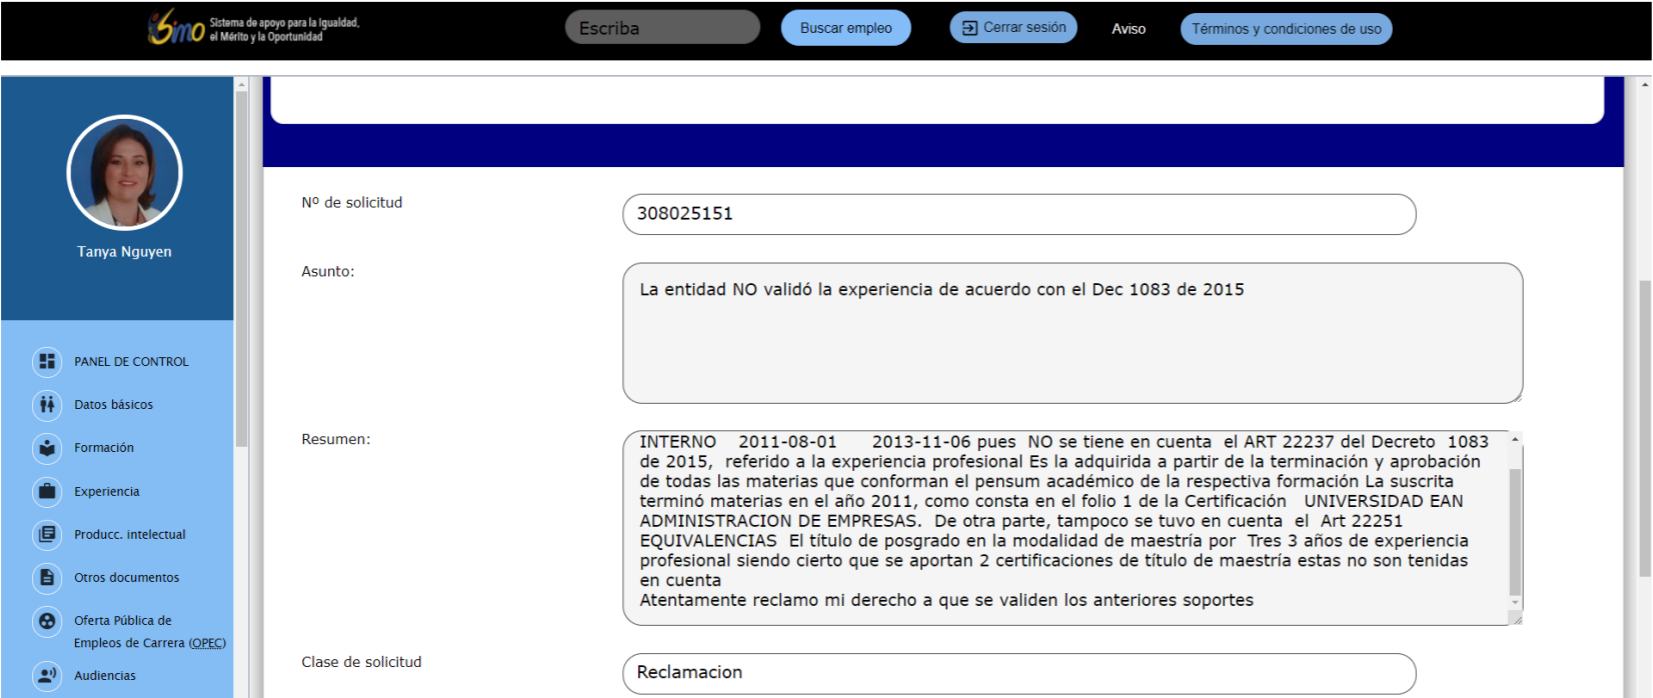 Simo Sistema de apoyo para la Igualdad,
el Mérito y la Oportunidad
Escriba
Buscar empleo
Cerrar sesión
Aviso
Términos y condiciones de uso
Tanya Nguyen
PANEL DE CONTROL
Datos básicos
Formación
Experiencia
Producc. intelectual
Otros documentos
Oferta Pública de
Empleos de Carrera (OPEC)
Audiencias
Nº de solicitud
308025151
Asunto:
La entidad NO validó la experiencia de acuerdo con el Dec 1083 de 2015
Resumen:
INTERNO 2011-08-01 2013-11-06 pues NO se tiene en cuenta el ART 22237 del Decreto 1083
de 2015, referido a la experiencia profesional Es la adquirida a partir de la terminación y aprobación
de todas las materias que conforman el pensum académico de la respectiva formación La suscrita
terminó materias en el año 2011, como consta en el folio 1 de la Certificación UNIVERSIDAD EAN
ADMINISTRACION DE EMPRESAS. De otra parte, tampoco se tuvo en cuenta el Art 22251
EQUIVALENCIAS El título de posgrado en la modalidad de maestría por Tres 3 años de experiencia
profesional siendo cierto que se aportan 2 certificaciones de título de maestría estas no son tenidas
en cuenta
Atentamente reclamo mi derecho a que se validen los anteriores soportes
Clase de solicitud
Reclamacion